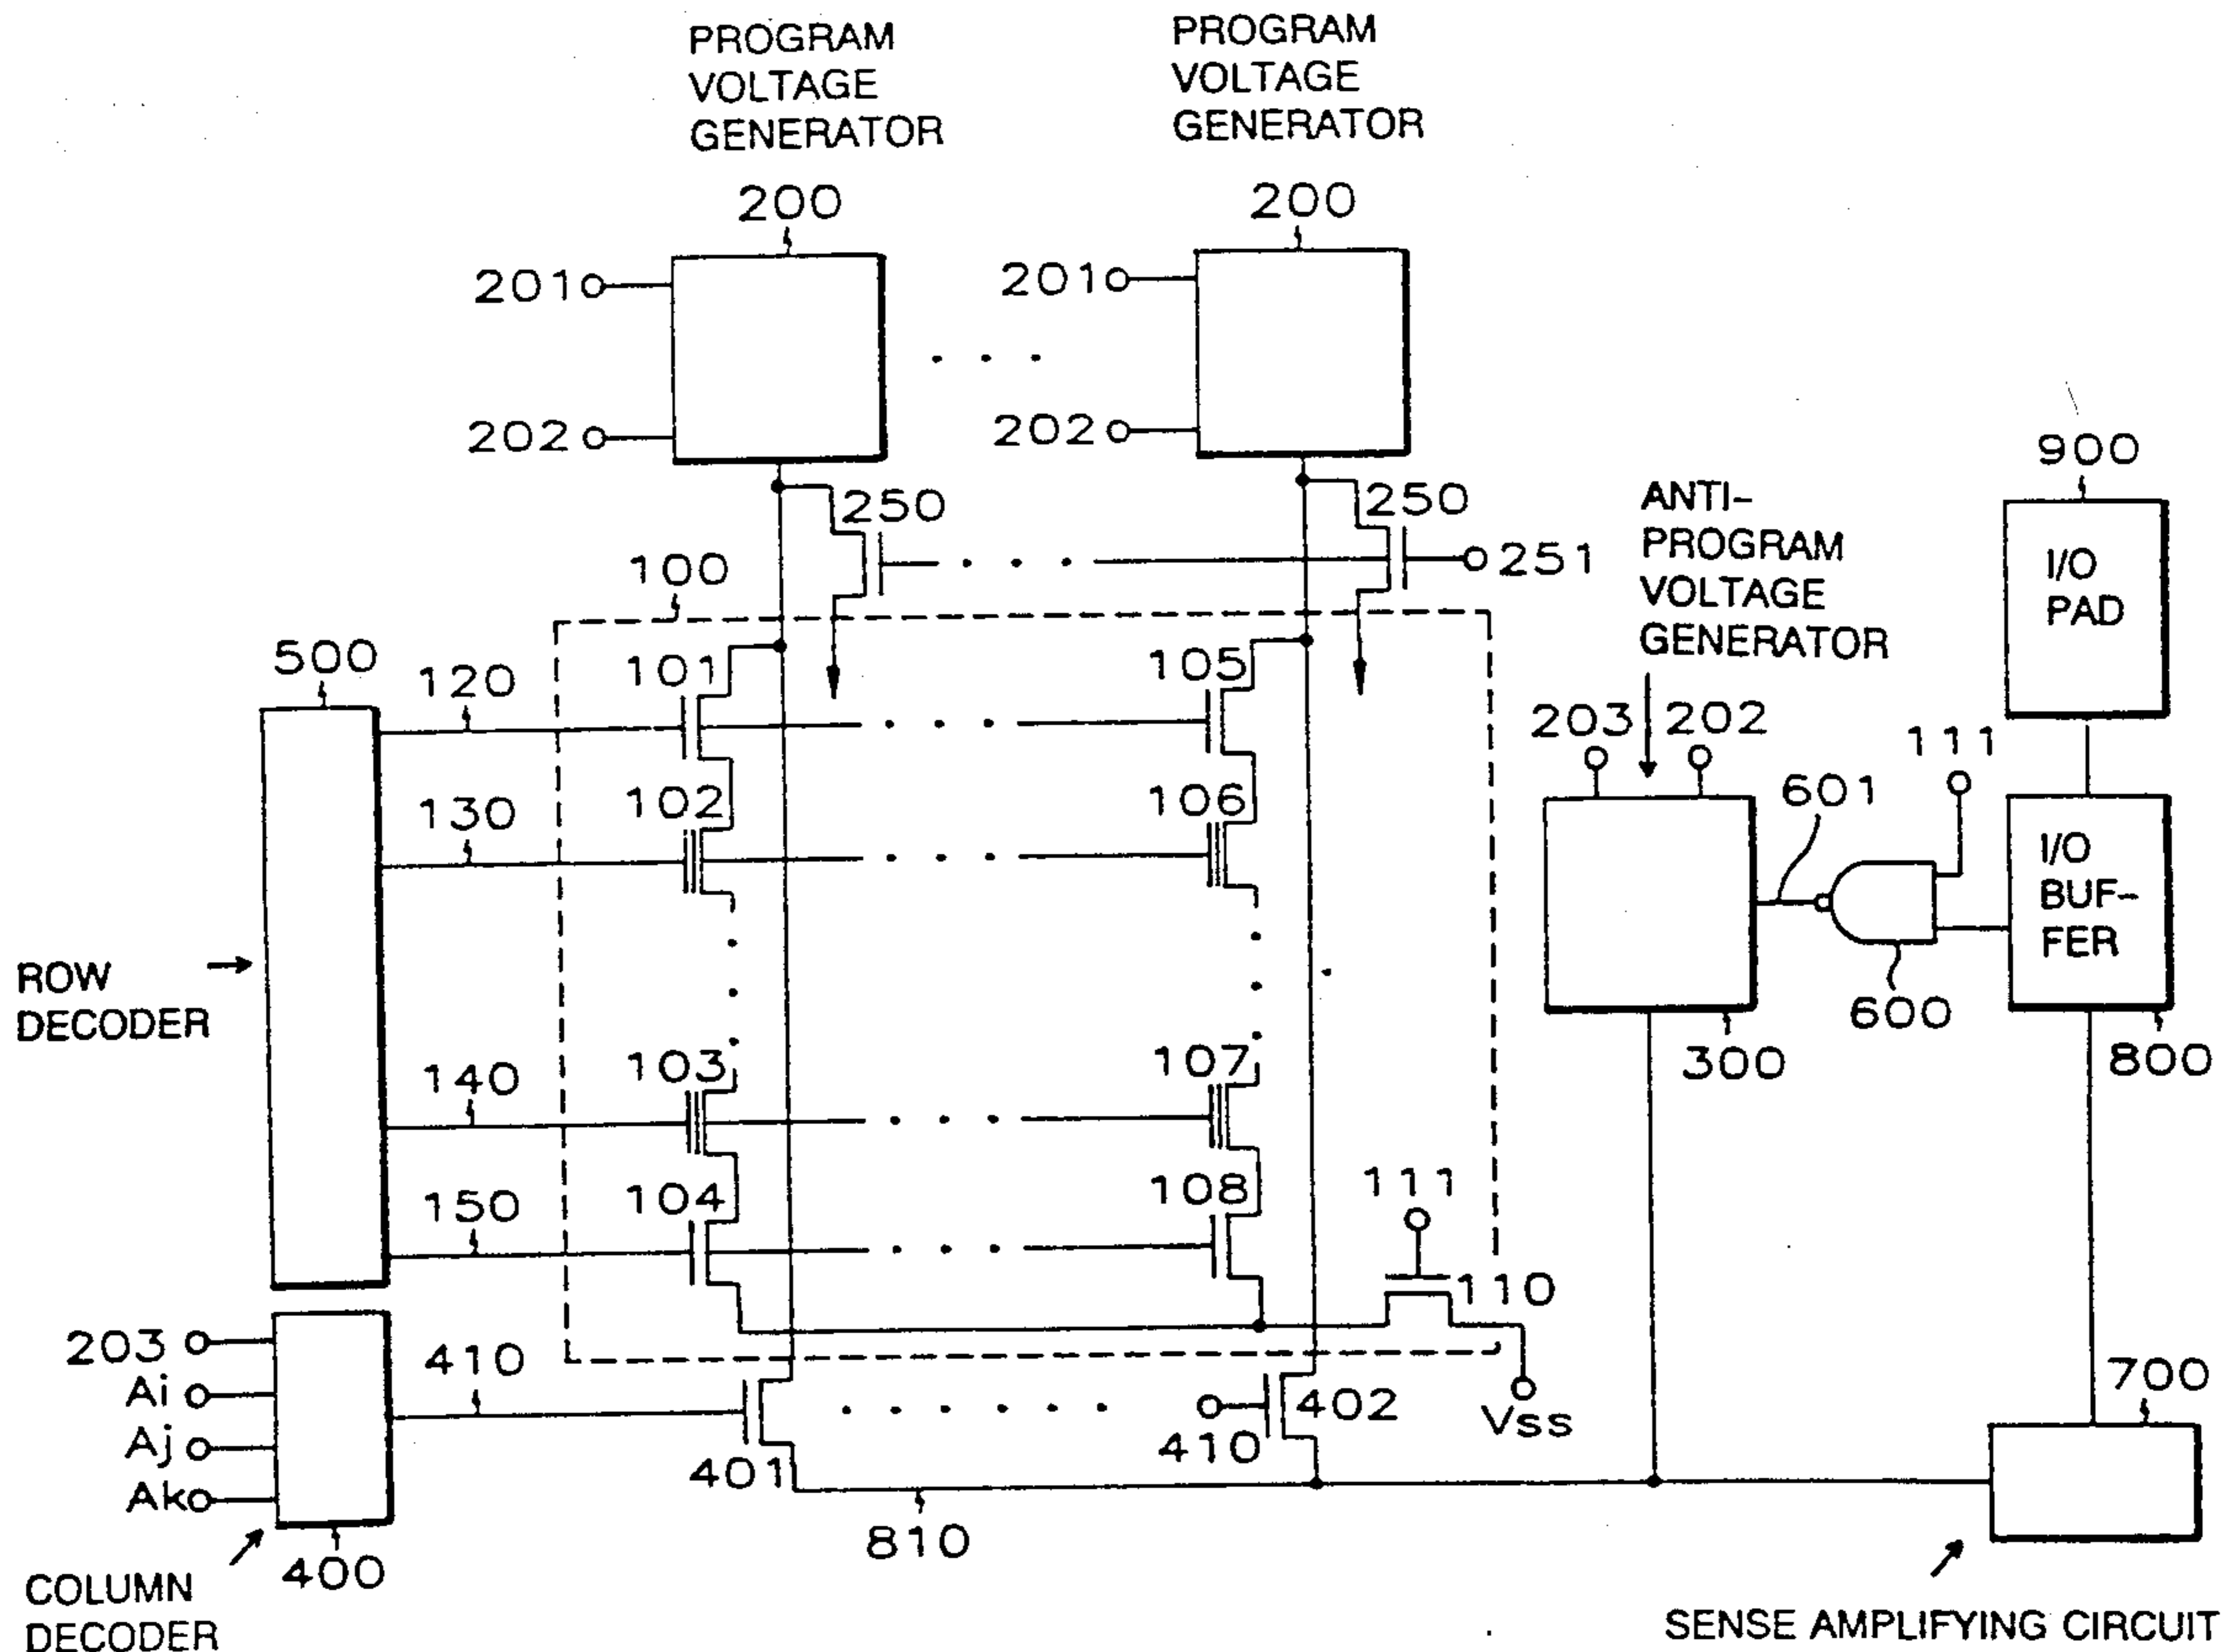 PROGRAM
VOLTAGE
GENERATOR
PROGRAM
VOLTAGE
GENERATOR
200
200
201
201
202
202
250
250
251
100
ANTI-
PROGRAM
VOLTAGE
GENERATOR
900
I/O
PAD
500
120
101
105
203
202
111
130
102
106
601
I/O
BUF-
FER
ROW
DECODER
600
300
800
140
103
107
150
104
108
111
110
203
Ai
Aj
Ak
410
401
410
402
Vss
700
810
400
COLUMN
DECODER
SENSE AMPLIFYING CIRCUIT